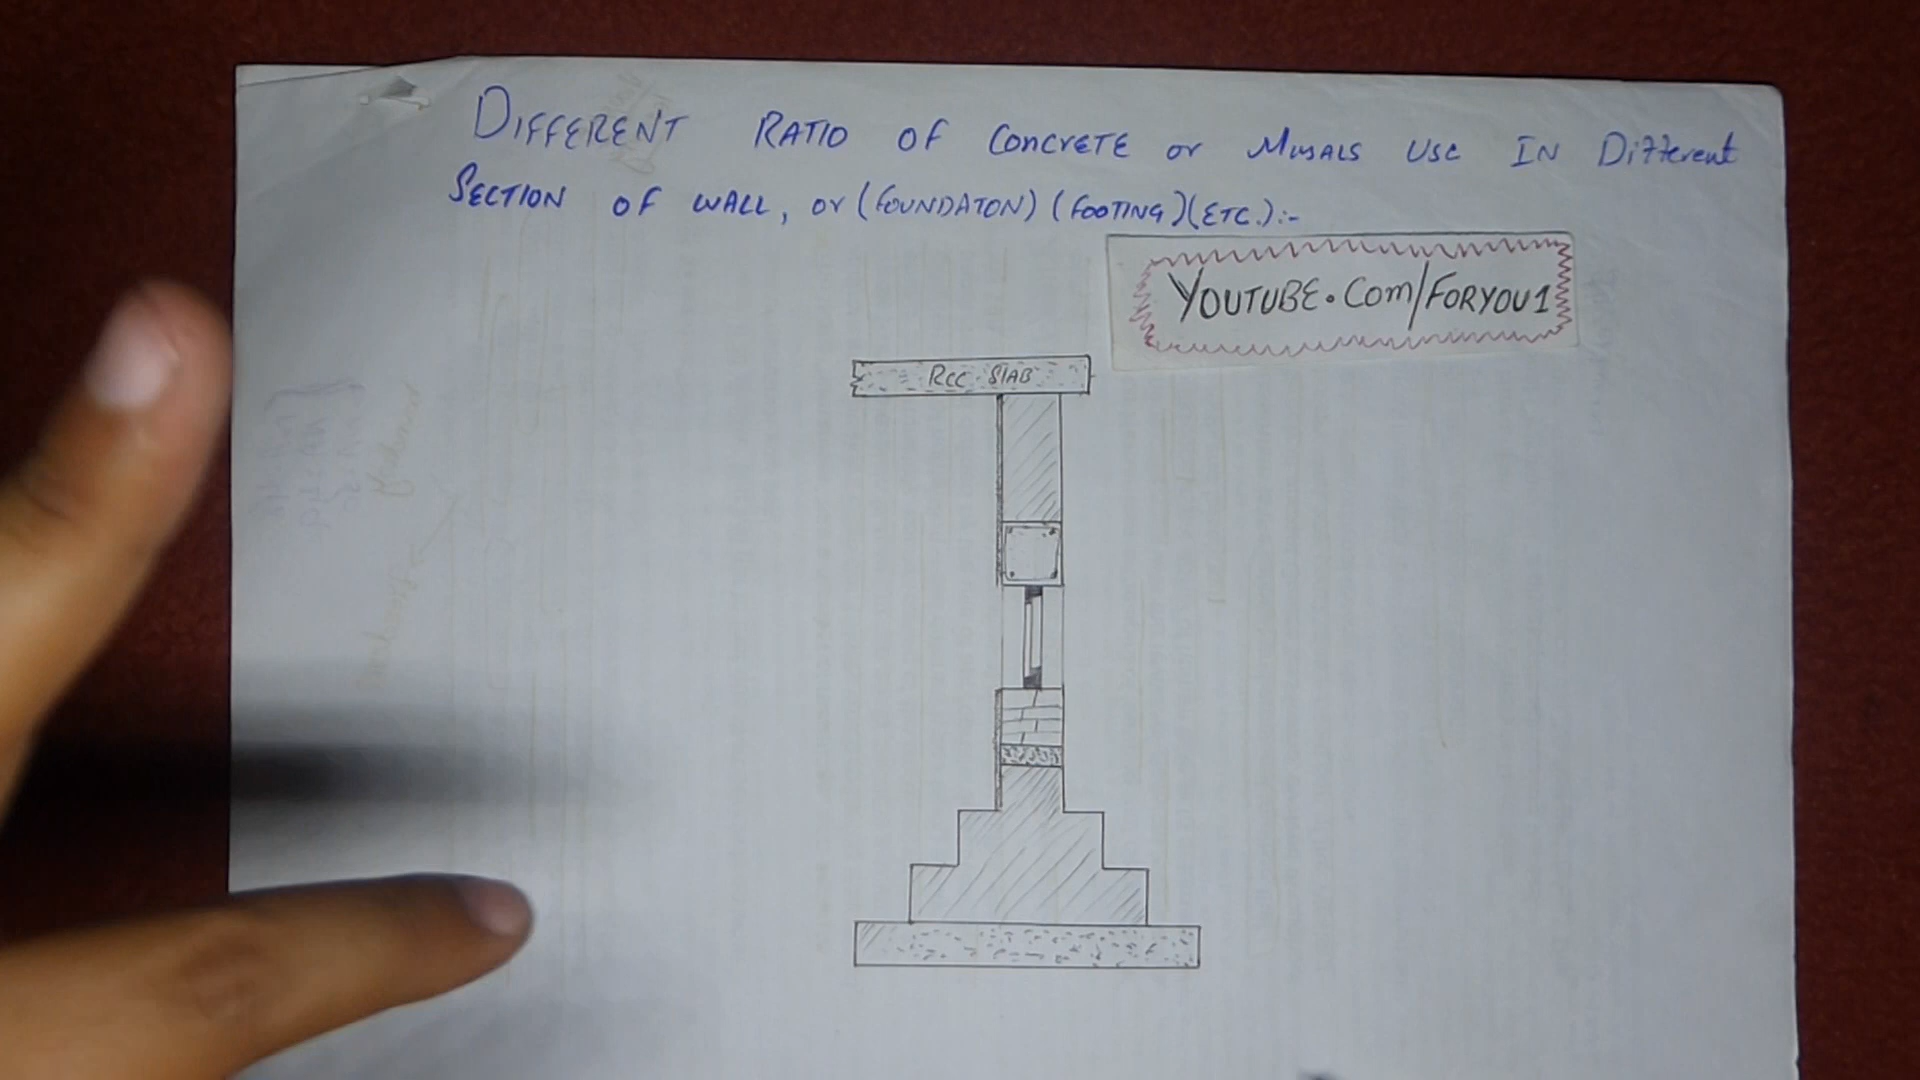 DIFFERENT RATIO OF CONCRETE or MUSALS USE IN Different
SECTION OF WALL, or (FOUNDATON) (FOOTING)(ETC.):-
YOUTUBE.Com/FORYOU1
RCC SLAB